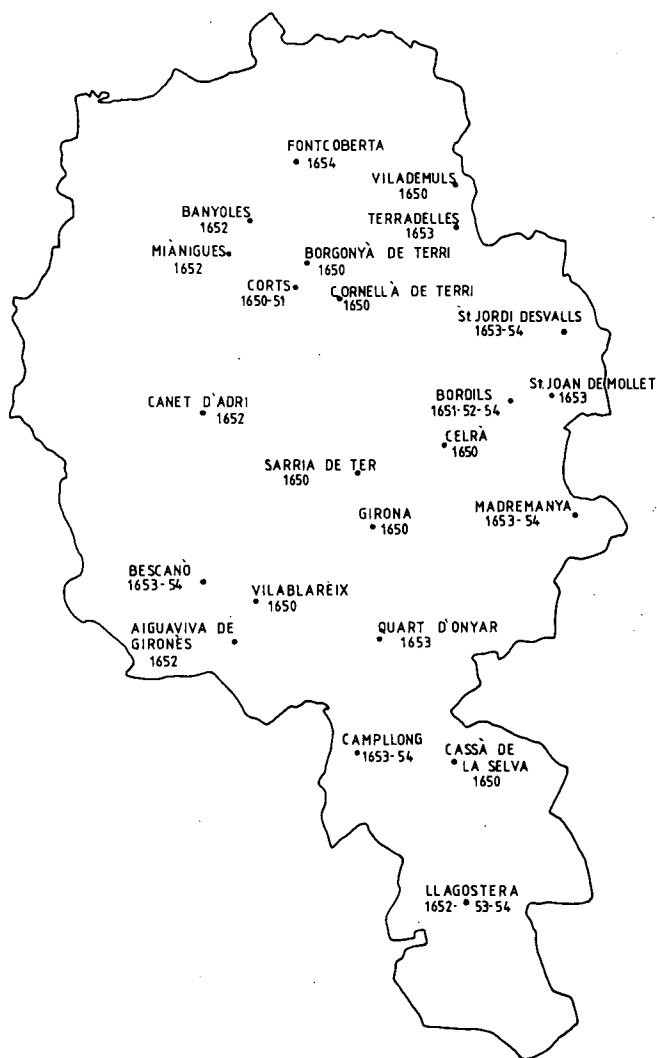 FONTCOBERTA
1654
VILADEMULS
1650
BANYOLES
1652
TERRADELLES
1653
MIÀNIGUES
1652
BORGONYÀ DE TERRI
1650
CORTS
1650-51
CORNELLÀ DE TERRI
1650
St JORDI DESVALLS
1653-54
St. JOAN DE MOLLET
1653
CANET D'ADRI
1652
BORDILS
1651-52-54
CELRÀ
1650
SARRIA DE TER
1650
MADREMANYA
1653-54
GIRONA
1650
BESCANÒ
1653-54
VILABLARÈIX
1650
AIGUAVIVA DE
GIRONÈS
1652
QUART D'ONYAR
1653
CAMPLLONG
1653-54
CASSÀ DE
LA SELVA
1650
LLAGOSTERA
1652- 53-54